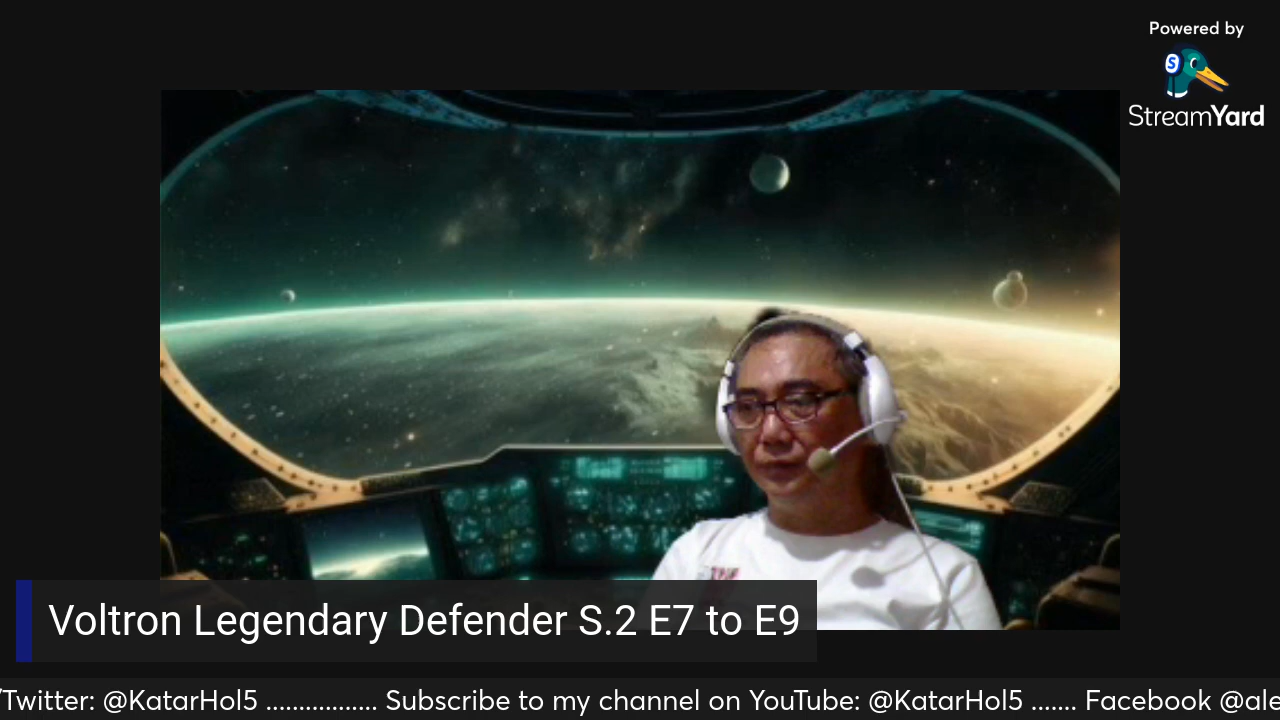 Powered by
S
StreamYard
Voltron Legendary Defender S.2 E7 to E9
/Twitter: @KatarHol5 ................. Subscribe to my channel on YouTube: @KatarHol5 ....... Facebook @ale